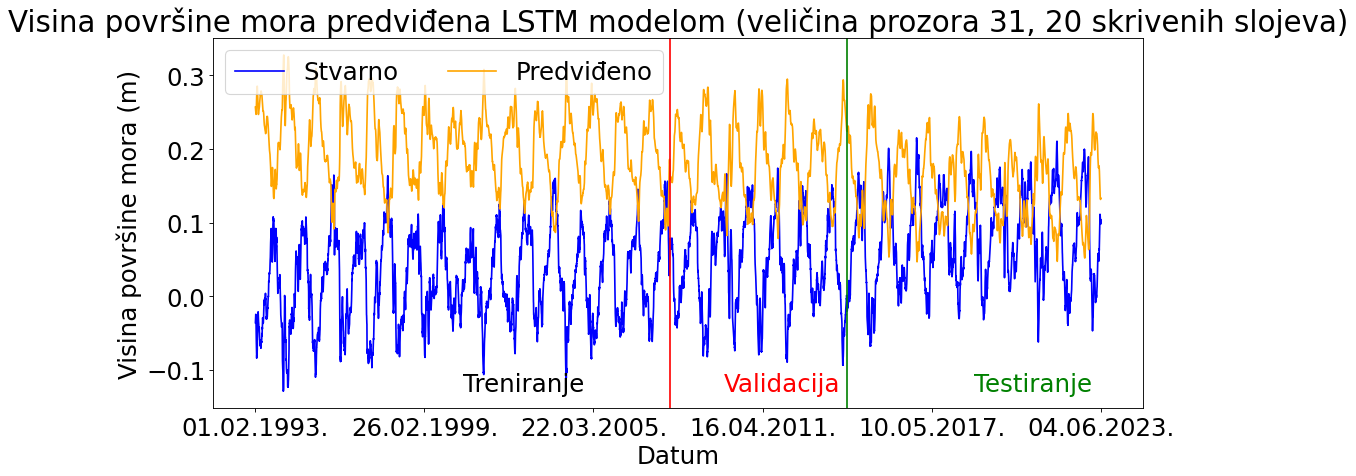 Visina površine mora predviđena LSTM modelom (veličina prozora 31, 20 skrivenih slojeva)
Stvarno Predviđeno
Visina površine mora (m)
0.3
0.2
0.1
0.0
−0.1
Treniranje Validacija Testiranje
01.02.1993. 26.02.1999. 22.03.2005. 16.04.2011. 10.05.2017. 04.06.2023.
Datum